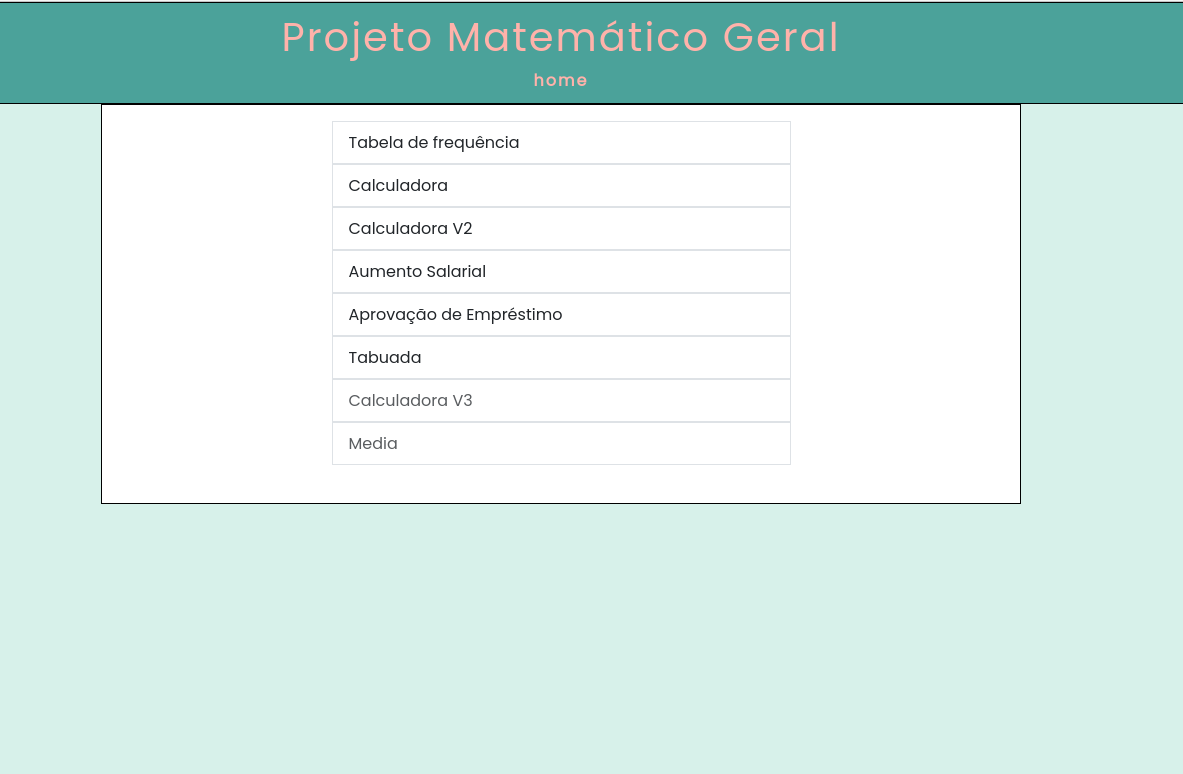 Projeto Matemático Geral
home
Tabela de frequência
Calculadora
Calculadora V2
Aumento Salarial
Aprovação de Empréstimo
Tabuada
Calculadora V3
Media